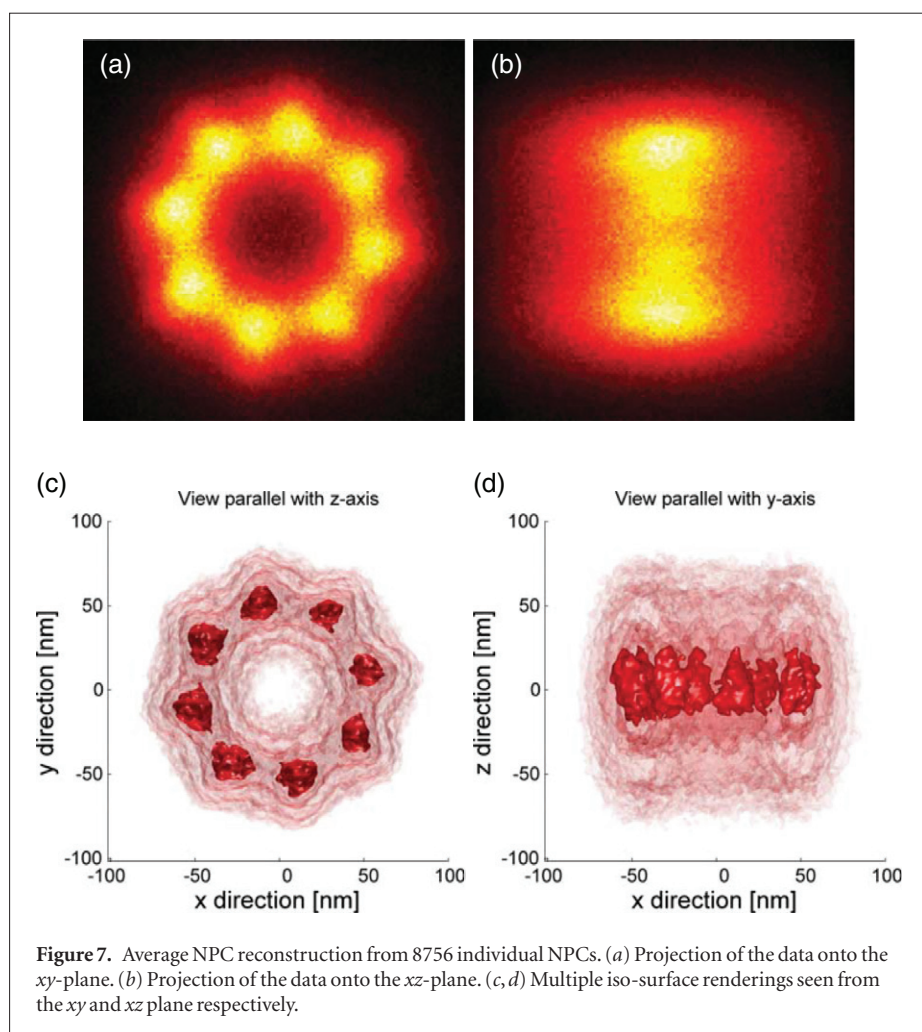 (a)
(b)
(c)
View parallel with z-axis
100
50
0
-50
-100
y direction [nm]
-100
-50
0
50
100
x direction [nm]
(d)
View parallel with y-axis
100
50
0
-50
-100
z direction [nm]
-100
-50
0
50
100
x direction [nm]
Figure 7. Average NPC reconstruction from 8756 individual NPCs. (a) Projection of the data onto the
xy-plane. (b) Projection of the data onto the xz-plane. (c, d) Multiple iso-surface renderings seen from
the xy and xz plane respectively.